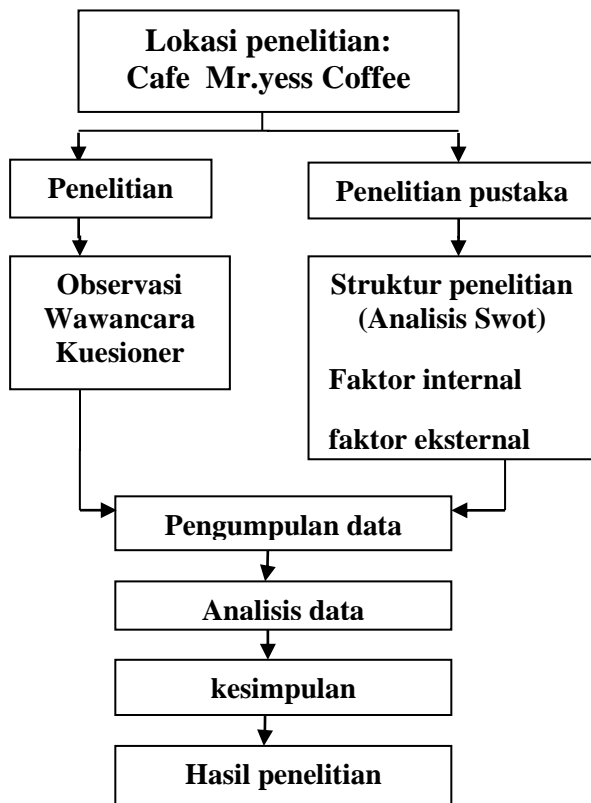 Lokasi penelitian:
Cafe Mr.yess Coffee
Penelitian
Penelitian pustaka
Observasi
Wawancara
Kuesioner
Struktur penelitian
(Analisis Swot)
Faktor internal
faktor eksternal
Pengumpulan data
Analisis data
kesimpulan
Hasil penelitian